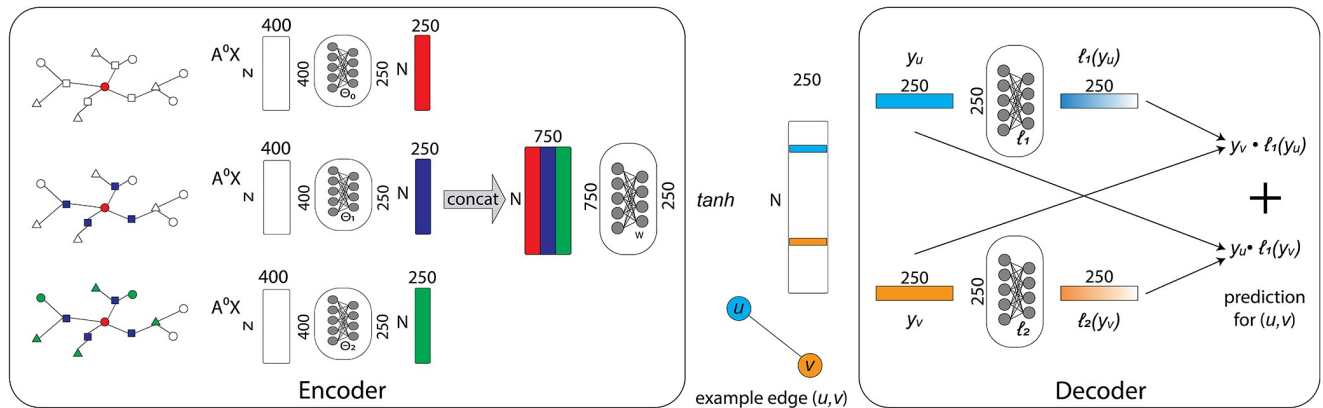 400
250
A⁰X
N
400
Θ₀
250
N
400
250
A⁰X
N
400
Θ₁
250
N
400
250
A⁰X
N
400
Θ₂
250
N
concat
750
N
750
w
250
Encoder
tanh
250
N
u
v
example edge (u,v)
yᵤ
250
250
ℓ₁
ℓ₁(yᵤ)
250
yᵥ • ℓ₁(yᵤ)
+
yᵤ• ℓ₁(yᵥ)
250
yᵥ
250
ℓ₂
250
ℓ₂(yᵥ)
prediction
for (u,v)
Decoder